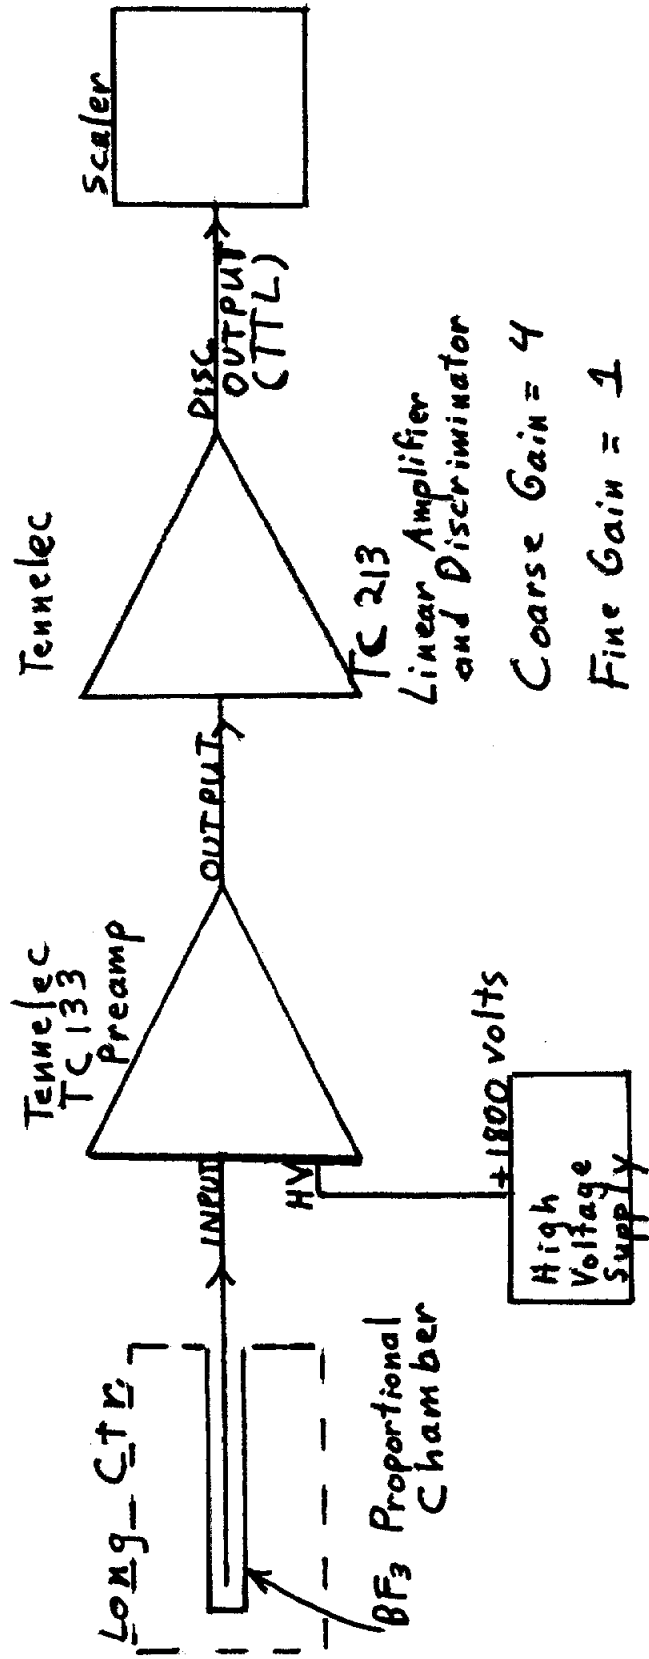 Long Ctr.
BF3 Proportional
Chamber
INPUT
HV
+1800 volts
High
Voltage
Supply
Tennelec
TC 133
Preamp
OUTPUT
Tennelec
TC 213
Linear Amplifier
and Discriminator
Coarse Gain = 4
Fine Gain = 1
DISC.
OUTPUT
(TTL)
Scaler